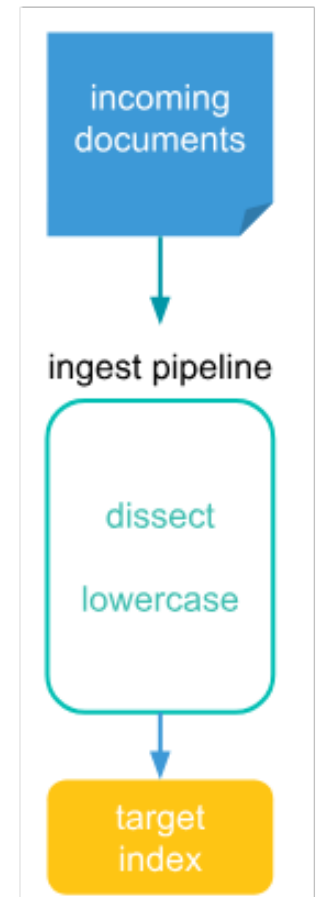 incoming
documents
ingest pipeline
dissect
lowercase
target
index